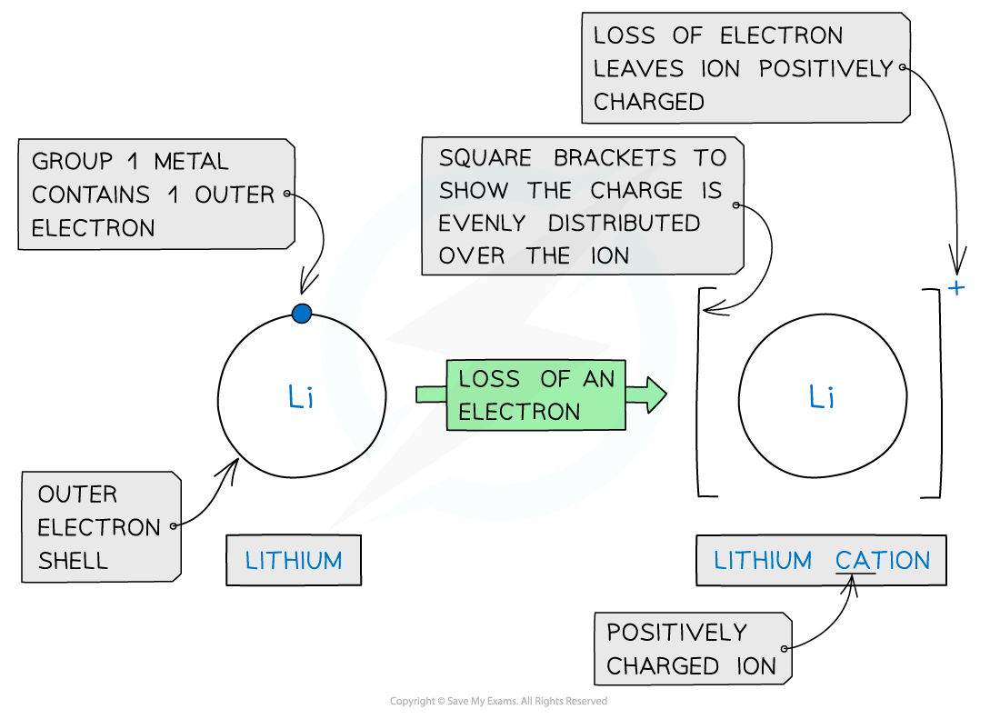 LOSS OF ELECTRON
LEAVES ION POSITIVELY
CHARGED
GROUP 1 METAL
CONTAINS 1 OUTER
ELECTRON
SQUARE BRACKETS TO
SHOW THE CHARGE IS
EVENLY DISTRIBUTED
OVER THE ION
+
Li
LOSS OF AN
ELECTRON
Li
OUTER
ELECTRON
SHELL
LITHIUM
LITHIUM CATION
POSITIVELY
CHARGED ION
Copyright © Save My Exams. All Rights Reserved